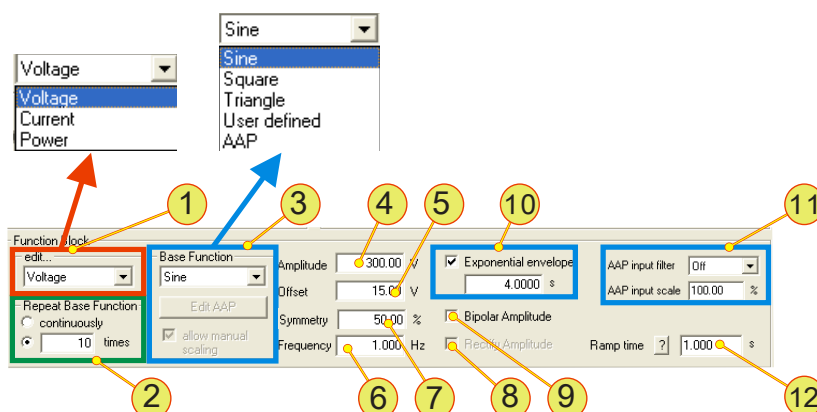 Sine
Voltage
Sine
Square
Triangle
User defined
AAP
Voltage
Current
Power
1
3
4
5
10
11
Function Block
edit...
Voltage
Base Function
Sine
Edit AAP
allow manual
scaling
Repeat Base Function
continuously
10 times
Amplitude 300.00 V
Offset 15.00 V
Symmetry 50.00 %
Frequency 1.000 Hz
Exponential envelope
4.0000 s
Bipolar Amplitude
Rectify Amplitude
AAP input filter Off
AAP input scale 100.00 %
Ramp time ? 1.000 s
2
6
7
8
9
12